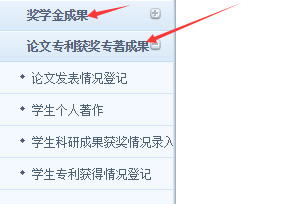 奖学金成果
论文专利获奖专著成果
论文发表情况登记
学生个人著作
学生科研成果获奖情况录入
学生专利获得情况登记